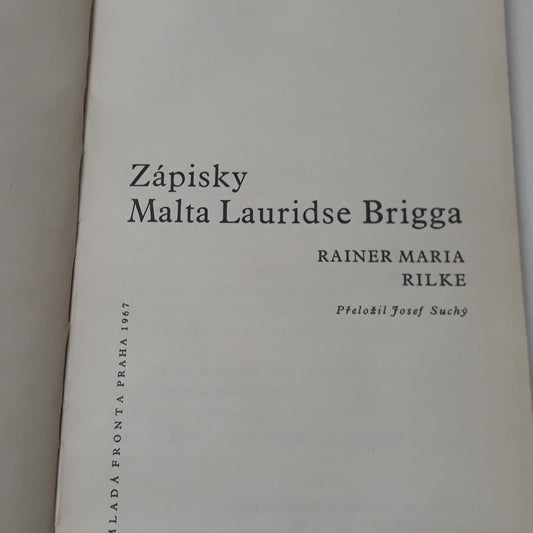 Zápisky
Malta Lauridse Brigga
RAINER MARIA
RILKE
Přeložil Josef Suchý
MLADÁ FRONTA PRAHA 1967